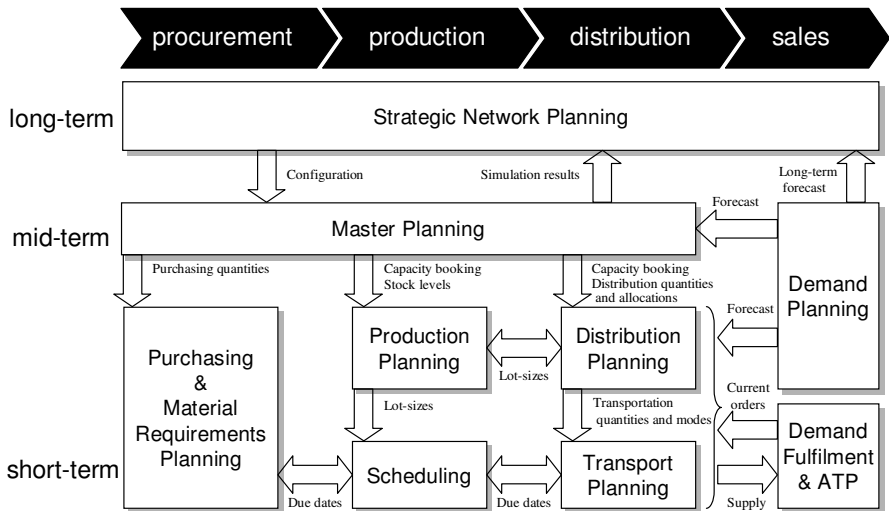 procurement
production
distribution
sales
long-term
Strategic Network Planning
Configuration
Simulation results
Long-term
forecast
mid-term
Master Planning
Forecast
Demand
Planning
Purchasing quantities
Capacity booking
Stock levels
Capacity booking
Distribution quantities
and allocations
Purchasing
&
Material
Requirements
Planning
Production
Planning
Lot-sizes
Distribution
Planning
Forecast
Lot-sizes
Transportation
quantities and modes
Current
orders
short-term
Due dates
Scheduling
Due dates
Transport
Planning
Supply
Demand
Fulfilment
& ATP